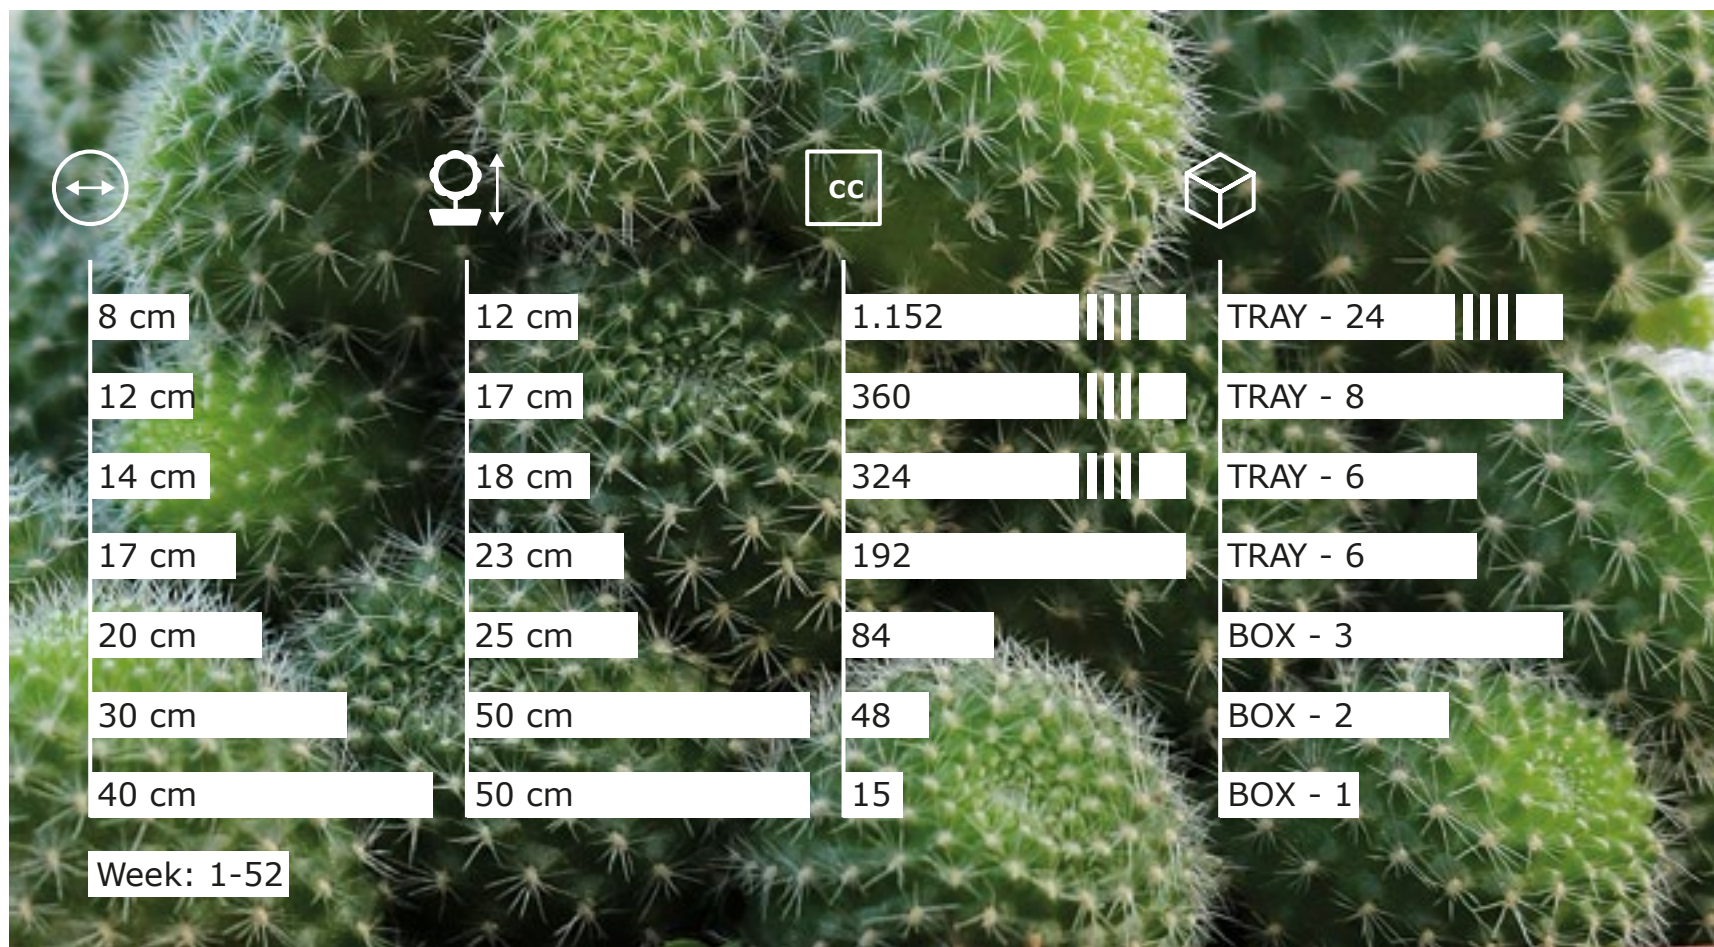 cc
8 cm 12 cm 1.152 TRAY - 24
12 cm 17 cm 360 TRAY - 8
14 cm 18 cm 324 TRAY - 6
17 cm 23 cm 192 TRAY - 6
20 cm 25 cm 84 BOX - 3
30 cm 50 cm 48 BOX - 2
40 cm 50 cm 15 BOX - 1
Week: 1-52